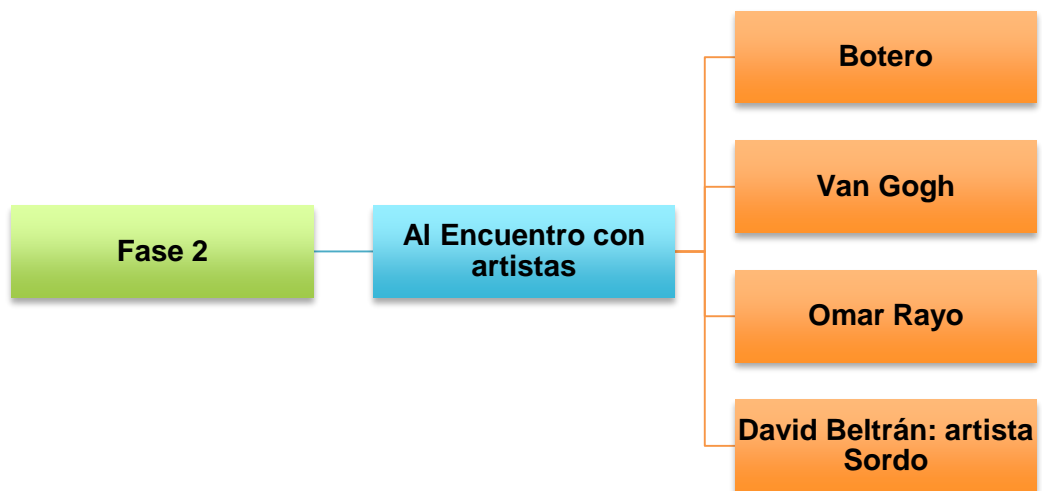 Fase 2
Al Encuentro con
artistas
Botero
Van Gogh
Omar Rayo
David Beltrán: artista
Sordo